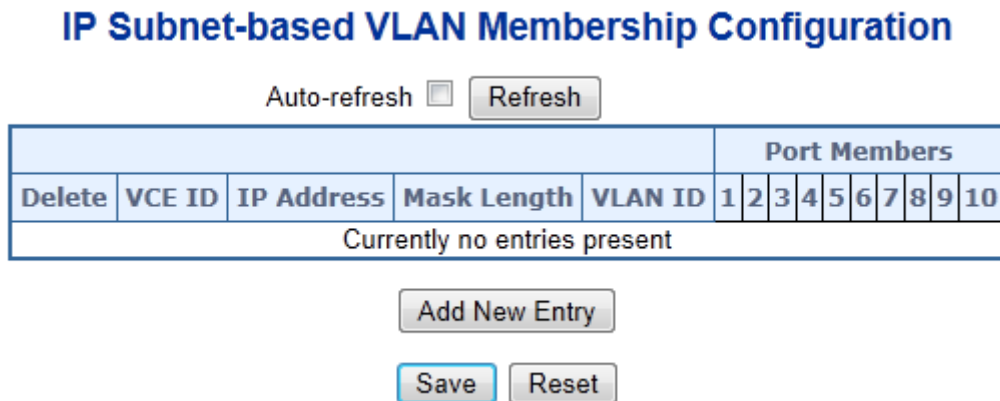 IP Subnet-based VLAN Membership Configuration
Auto-refresh Refresh
Port Members
Delete VCE ID IP Address Mask Length VLAN ID 1 2 3 4 5 6 7 8 9 10
Currently no entries present
Add New Entry
Save Reset